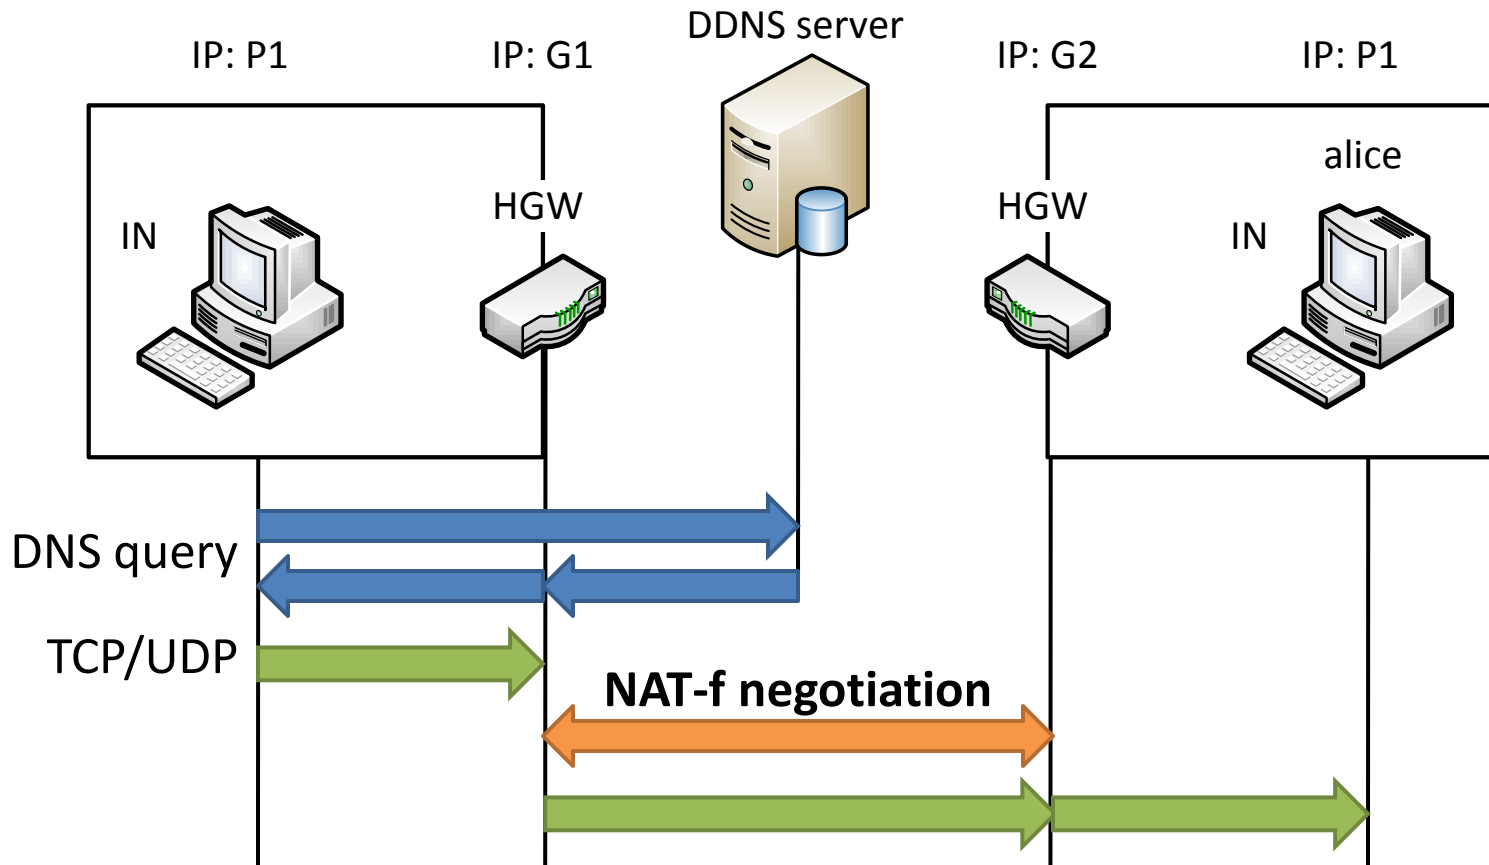 DDNS server
IP: P1
IP: G1
IP: G2
IP: P1
alice
HGW
HGW
IN
IN
DNS query
TCP/UDP
NAT-f negotiation